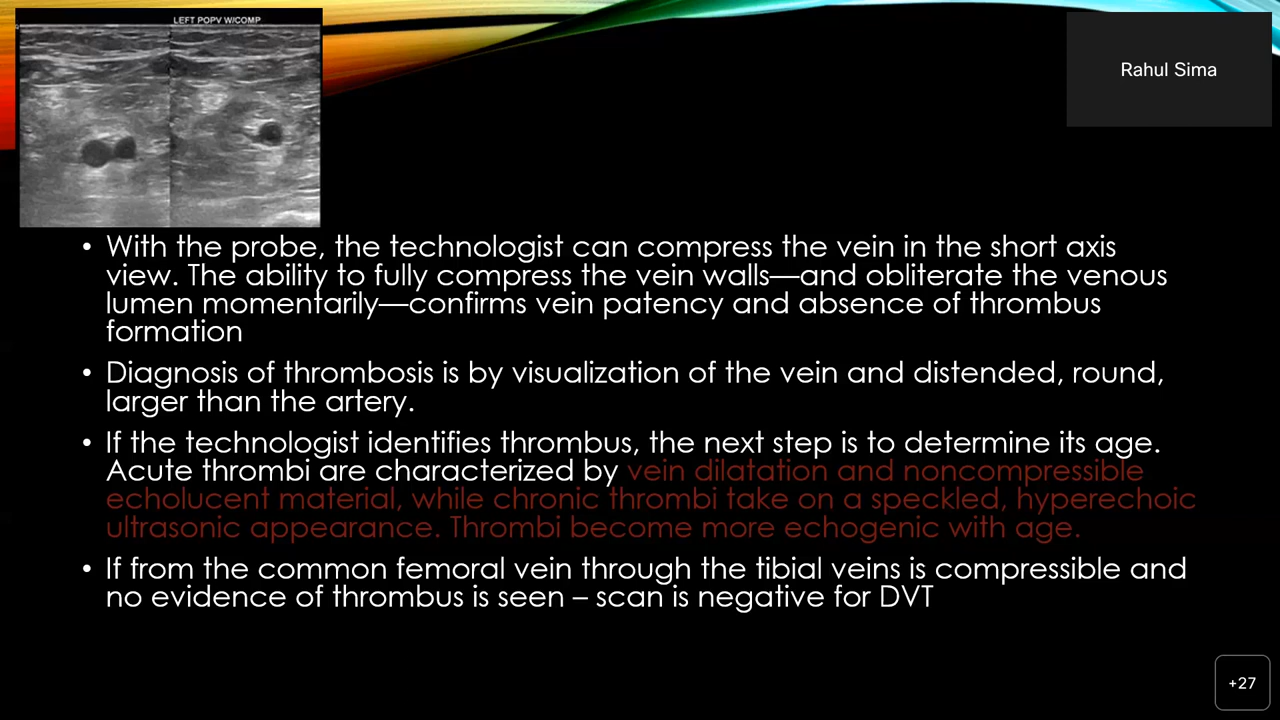 LEFT POPV W/COMP
Rahul Sima
• With the probe, the technologist can compress the vein in the short axis
view. The ability to fully compress the vein walls—and obliterate the venous
lumen momentarily—confirms vein patency and absence of thrombus
formation
• Diagnosis of thrombosis is by visualization of the vein and distended, round,
larger than the artery.
• If the technologist identifies thrombus, the next step is to determine its age.
Acute thrombi are characterized by vein dilatation and noncompressible
echolucent material, while chronic thrombi take on a speckled, hyperechoic
ultrasonic appearance. Thrombi become more echogenic with age.
• If from the common femoral vein through the tibial veins is compressible and
no evidence of thrombus is seen – scan is negative for DVT
+27